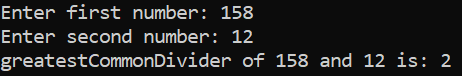 Enter first number: 158
Enter second number: 12
greatestCommonDivider of 158 and 12 is: 2